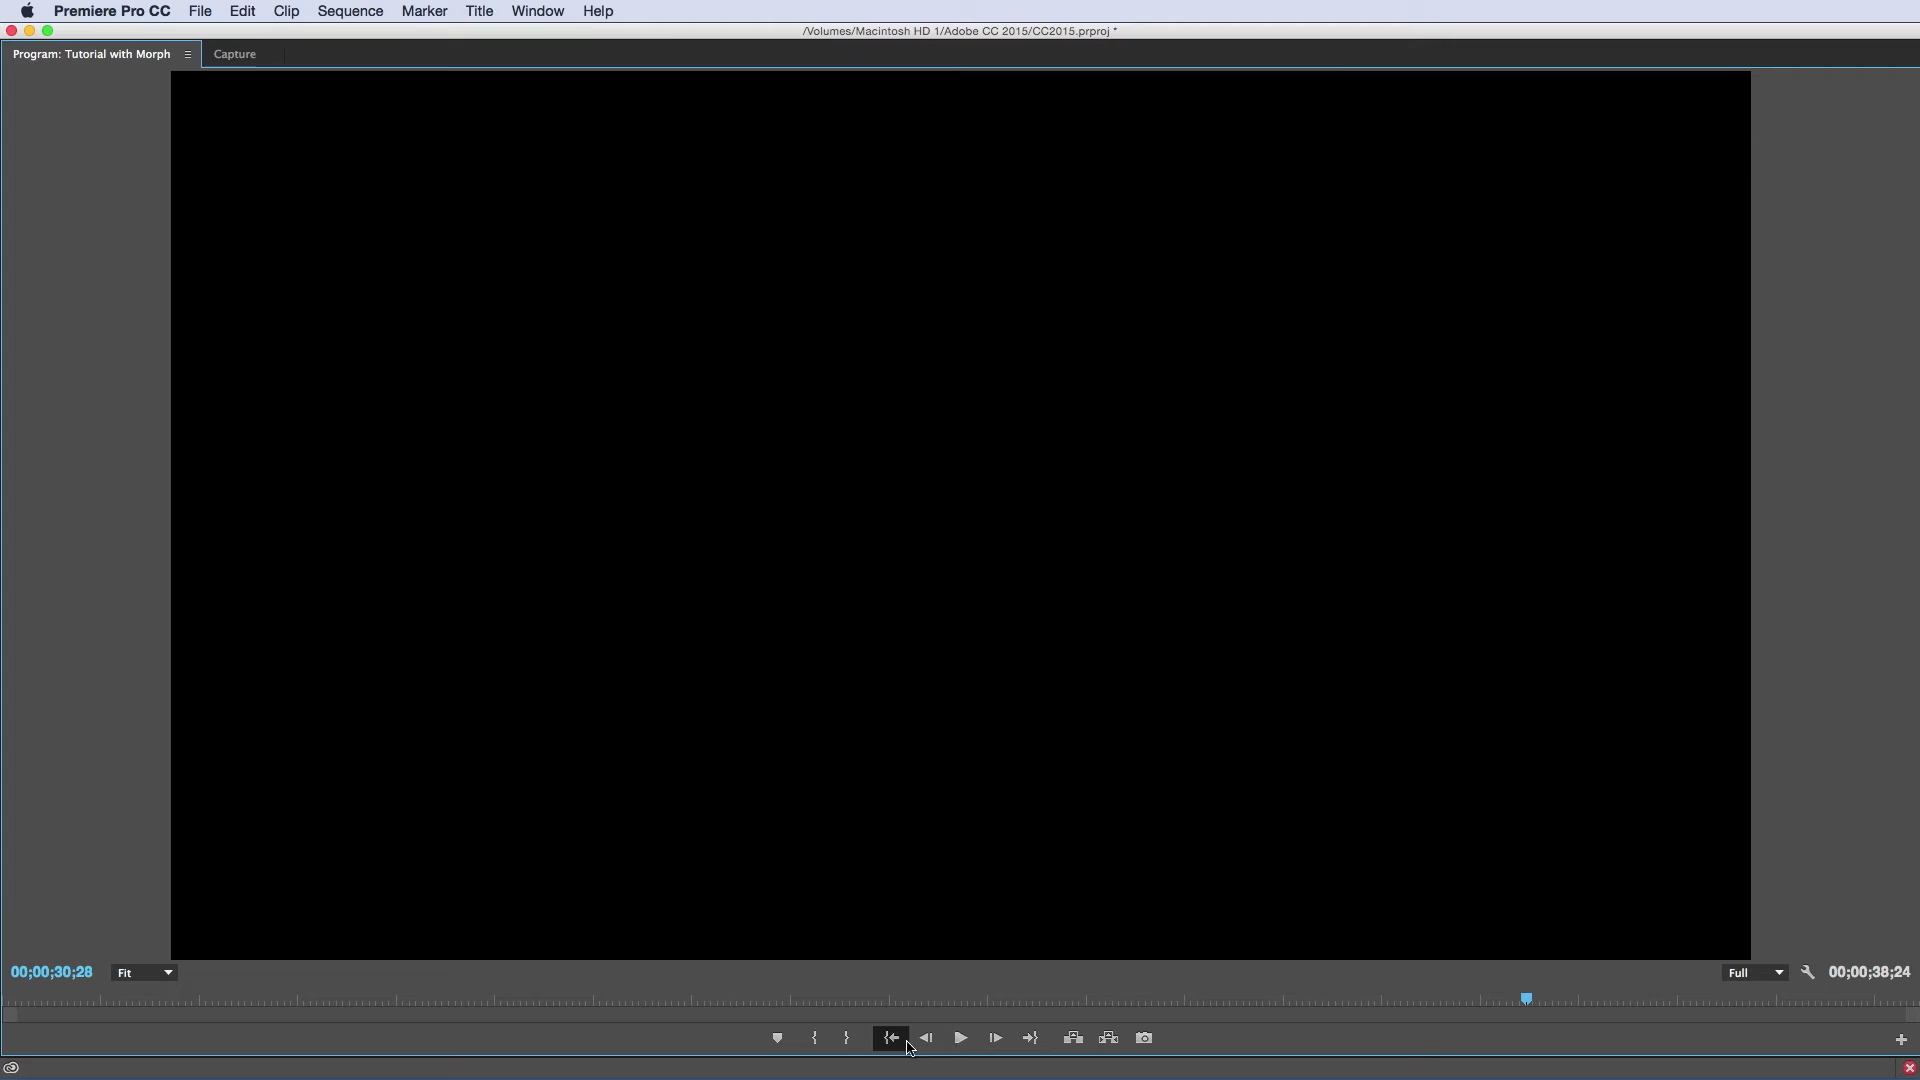 Premiere Pro CC File Edit Clip Sequence Marker Title Window Help
/Volumes/Macintosh HD 1/Adobe CC 2015/CC2015.prproj *
Program: Tutorial with Morph Capture
00;00;30;28 Fit Full 00;00;38;24